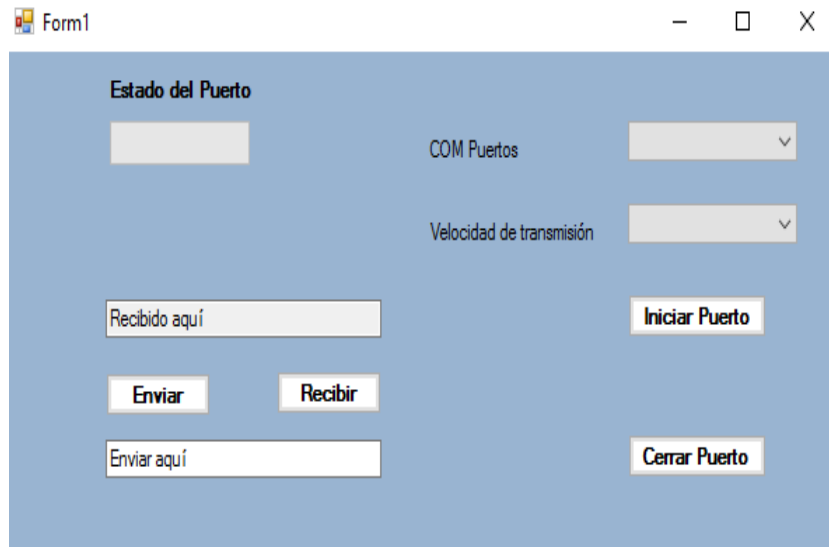 Form1
Estado del Puerto
COM Puertos
Velocidad de transmisión
Recibido aquí
Iniciar Puerto
Enviar
Recibir
Enviar aquí
Cerrar Puerto